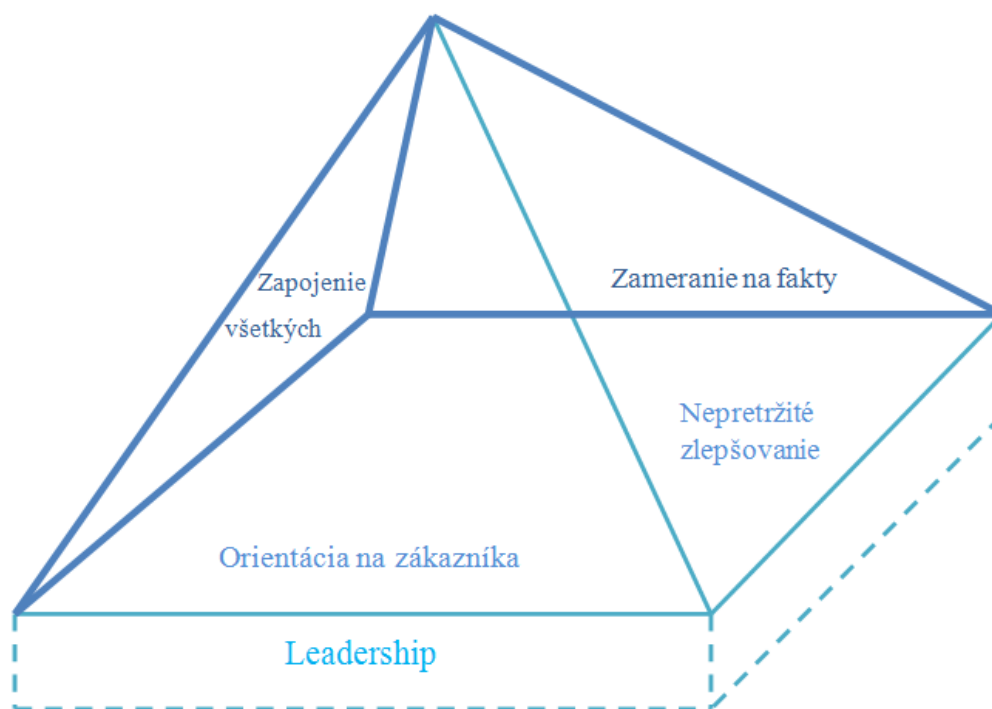 Zapojenie
všetkých
Zameranie na fakty
Nepretržité
zlepšovanie
Orientácia na zákazníka
Leadership